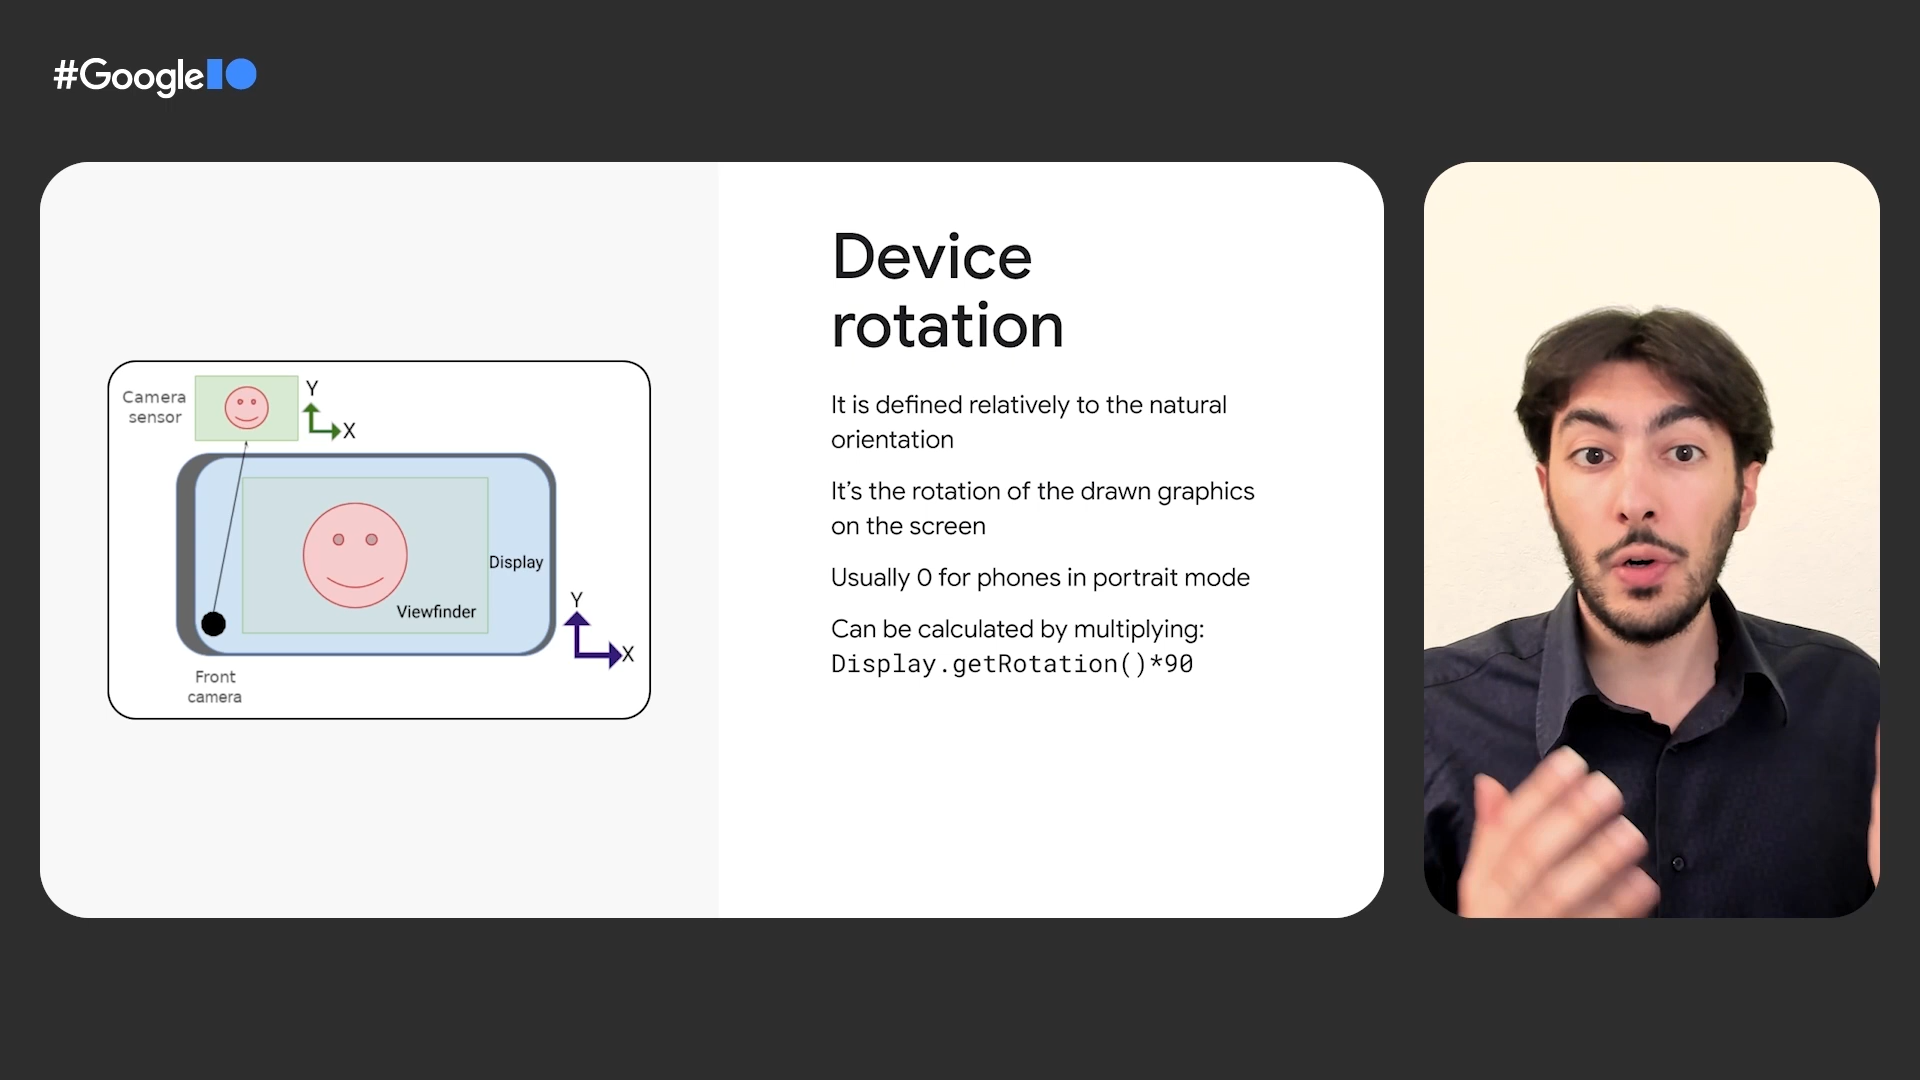 #GoogleIO
Device
rotation
It is defined relatively to the natural
orientation
It’s the rotation of the drawn graphics
on the screen
Usually 0 for phones in portrait mode
Can be calculated by multiplying:
Display.getRotation()*90
Camera
sensor
Y
X
Display
Viewfinder
Y
X
Front
camera